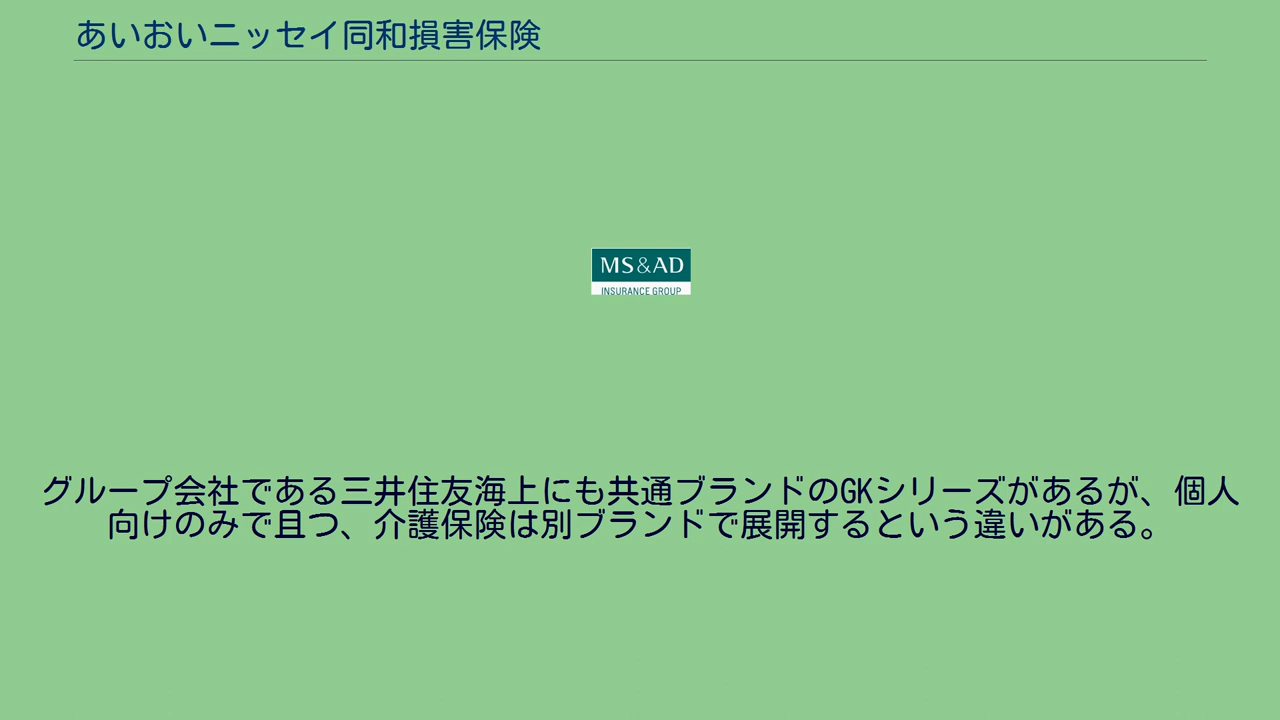 あいおいニッセイ同和損害保険
MS&AD
INSURANCE GROUP
グループ会社である三井住友海上にも共通ブランドのGKシリーズがあるが、個人
向けのみで且つ、介護保険は別ブランドで展開するという違いがある。